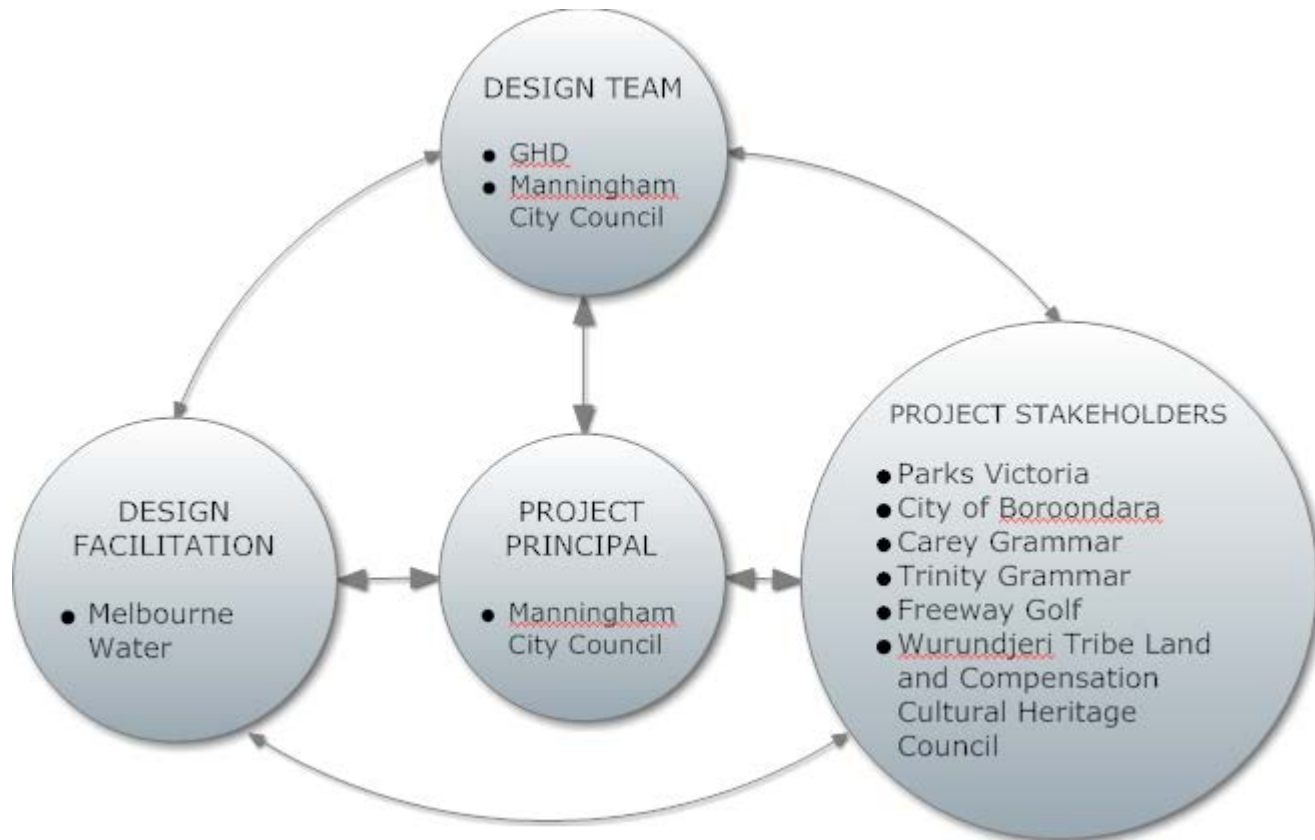 DESIGN TEAM
● GHD
● Manningham
City Council
DESIGN
FACILITATION
● Melbourne
Water
PROJECT
PRINCIPAL
● Manningham
City Council
PROJECT STAKEHOLDERS
● Parks Victoria
● City of Boroondara
● Carey Grammar
● Trinity Grammar
● Freeway Golf
● Wurundjeri Tribe Land
and Compensation
Cultural Heritage
Council